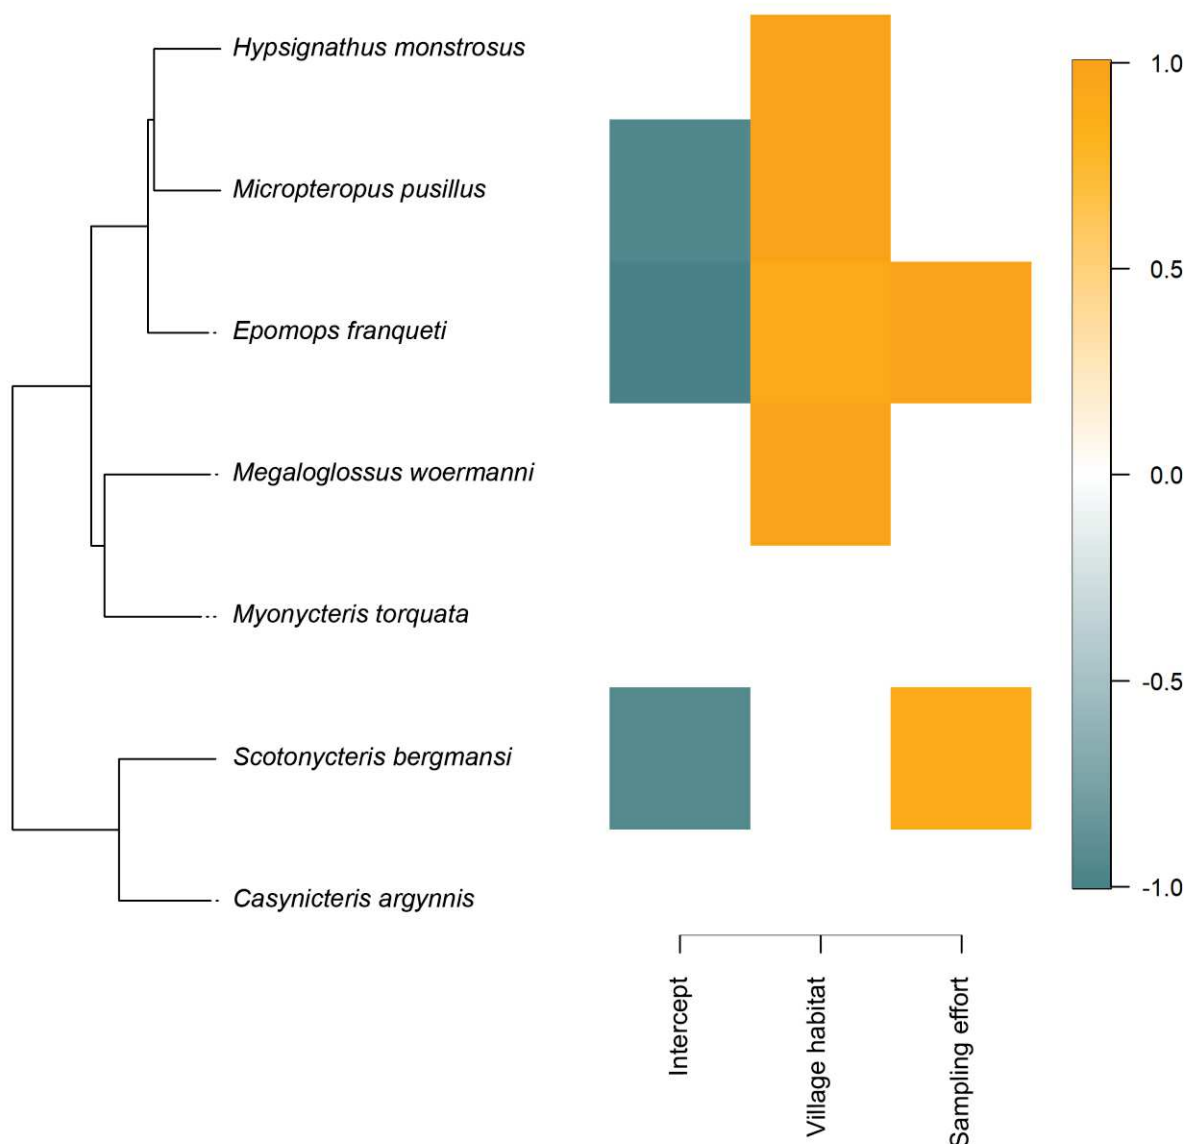 Hypsignathus monstrosus
Micropteropus pusillus
Epomops franqueti
Megaloglossus woermanni
Myonycteris torquata
Scotonycteris bergmansi
Casynicteris argynnis
1.0
0.5
0.0
-0.5
-1.0
Intercept
Village habitat
Sampling effort